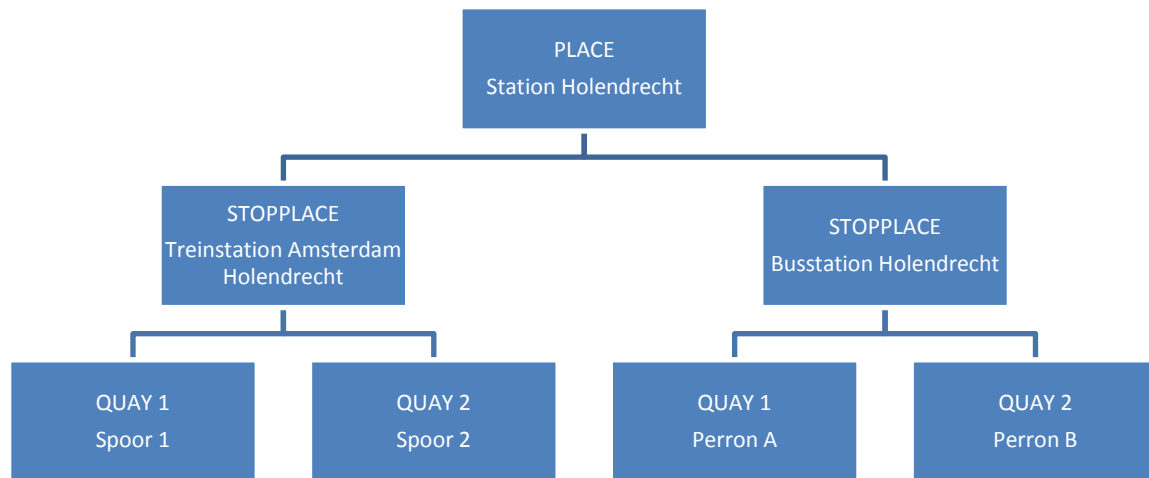 PLACE
Station Holendrecht
STOPPLACE
Treinstation Amsterdam
Holendrecht
STOPPLACE
Busstation Holendrecht
QUAY 1
Spoor 1
QUAY 2
Spoor 2
QUAY 1
Perron A
QUAY 2
Perron B